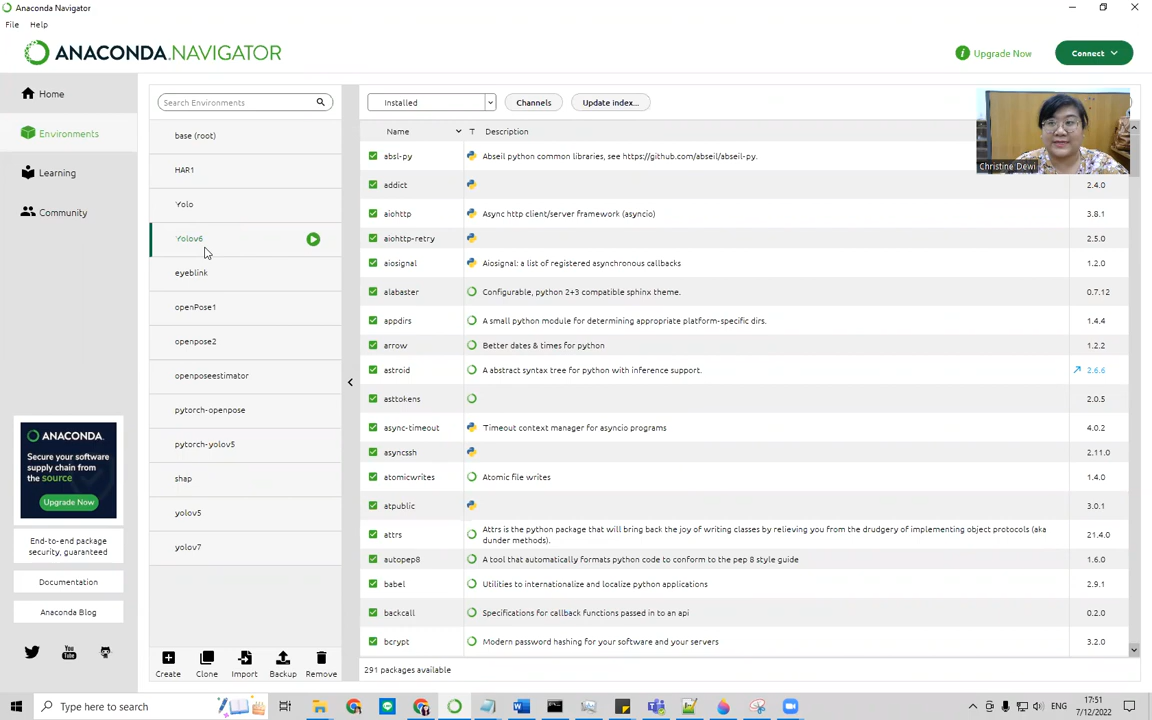 Anaconda Navigator
File Help
ANACONDA.NAVIGATOR
i Upgrade Now
Connect
Home
Environments
Learning
Community
ANACONDA.
Secure your software
supply chain from
the source
Upgrade Now
End-to-end package
security, guaranteed
Documentation
Anaconda Blog
Search Environments
base (root)
HAR1
Yolo
Yolov6
eyeblink
openPose1
openpose2
openposeestimator
pytorch-openpose
pytorch-yolov5
shap
yolov5
yolov7
Create Clone Import Backup Remove
Installed Channels Update index...
Name T Description
absl-py Abseil python common libraries, see https://github.com/abseil/abseil-py.
addict 2.4.0
aiohttp Async http client/server framework (asyncio) 3.8.1
aiohttp-retry 2.5.0
aiosignal Aiosignal: a list of registered asynchronous callbacks 1.2.0
alabaster Configurable, python 2+3 compatible sphinx theme. 0.7.12
appdirs A small python module for determining appropriate platform-specific dirs. 1.4.4
arrow Better dates & times for python 1.2.2
astroid A abstract syntax tree for python with inference support. 2.6.6
asttokens 2.0.5
async-timeout Timeout context manager for asyncio programs 4.0.2
asyncssh 2.11.0
atomicwrites Atomic file writes 1.4.0
atpublic 3.0.1
attrs Attrs is the python package that will bring back the joy of writing classes by relieving you from the drudgery of implementing object protocols (aka
dunder methods). 21.4.0
autopep8 A tool that automatically formats python code to conform to the pep 8 style guide 1.6.0
babel Utilities to internationalize and localize python applications 2.9.1
backcall Specifications for callback functions passed in to an api 0.2.0
bcrypt Modern password hashing for your software and your servers 3.2.0
291 packages available
Christine Dewi
Type here to search
ENG
17:51
7/12/2022